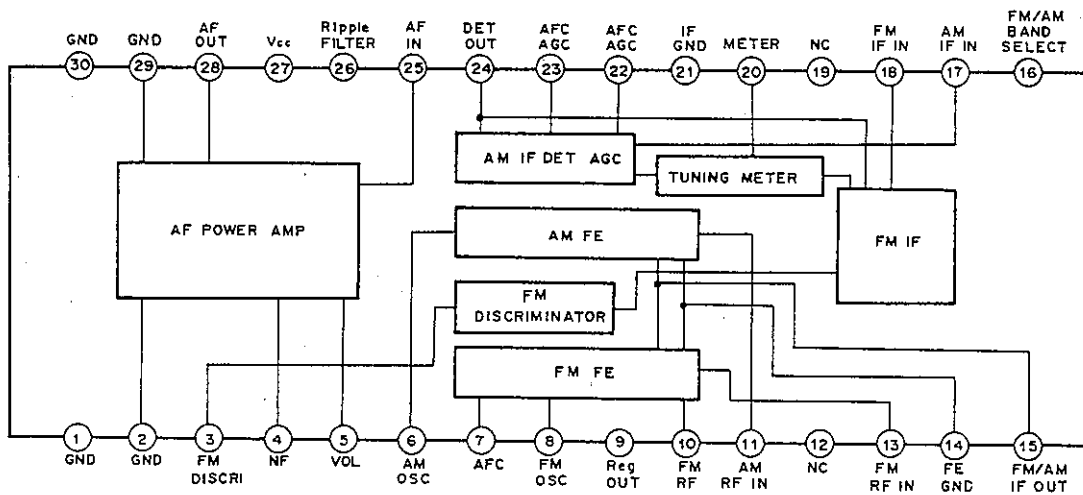 GND
GND
AF
OUT
Vcc
Ripple
FILTER
AF
IN
DET
OUT
AFC
AGC
AFC
AGC
IF
GND
METER
NC
FM
IF IN
AM
IF IN
FM/AM
BAND
SELECT
30
29
28
27
26
25
24
23
22
21
20
19
18
17
16
AM IF DET AGC
TUNING METER
AF POWER AMP
AM FE
FM IF
FM
DISCRIMINATOR
FM FE
1
2
3
4
5
6
7
8
9
10
11
12
13
14
15
GND
GND
FM
DISCRI
NF
VOL
AM
OSC
AFC
FM
OSC
Reg
OUT
FM
RF
AM
RF IN
NC
FM
RF IN
FE
GND
FM/AM
IF OUT